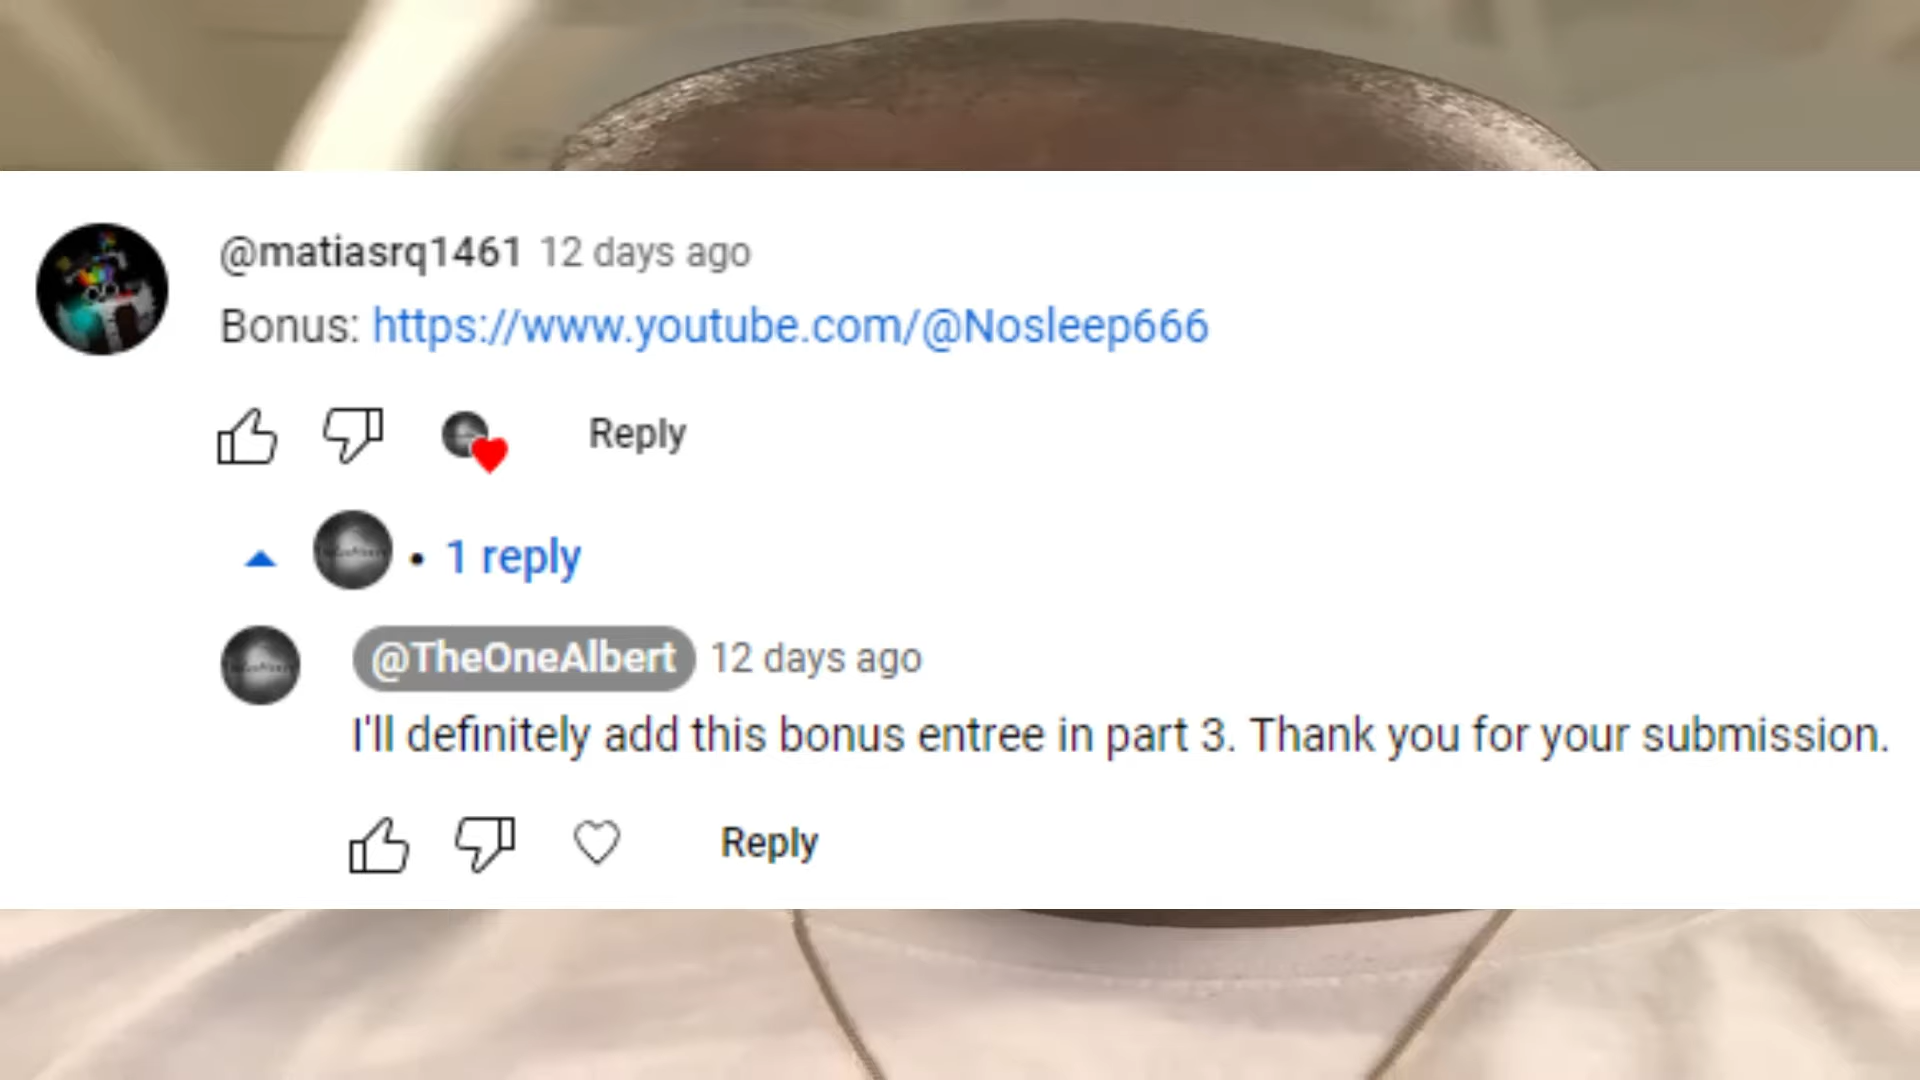 @matiasrq1461 12 days ago
Bonus: https://www.youtube.com/@Nosleep666
Reply
• 1 reply
@TheOneAlbert 12 days ago
I'll definitely add this bonus entree in part 3. Thank you for your submission.
Reply